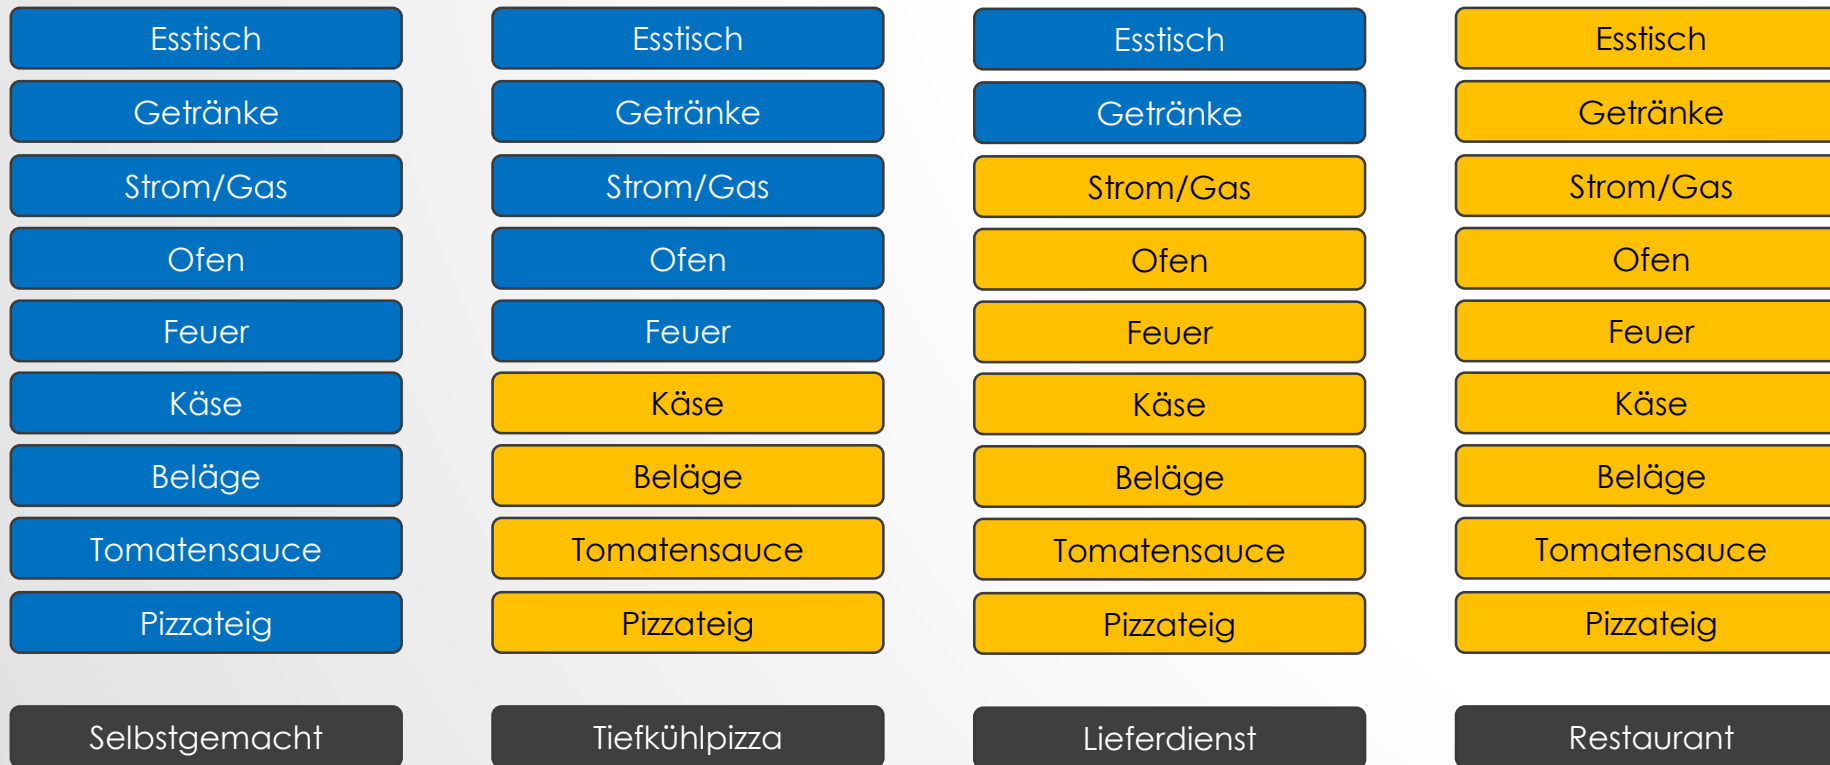 Esstisch
Getränke
Strom/Gas
Ofen
Feuer
Käse
Beläge
Tomatensauce
Pizzateig
Selbstgemacht
Esstisch
Getränke
Strom/Gas
Ofen
Feuer
Käse
Beläge
Tomatensauce
Pizzateig
Tiefkühlpizza
Esstisch
Getränke
Strom/Gas
Ofen
Feuer
Käse
Beläge
Tomatensauce
Pizzateig
Lieferdienst
Esstisch
Getränke
Strom/Gas
Ofen
Feuer
Käse
Beläge
Tomatensauce
Pizzateig
Restaurant